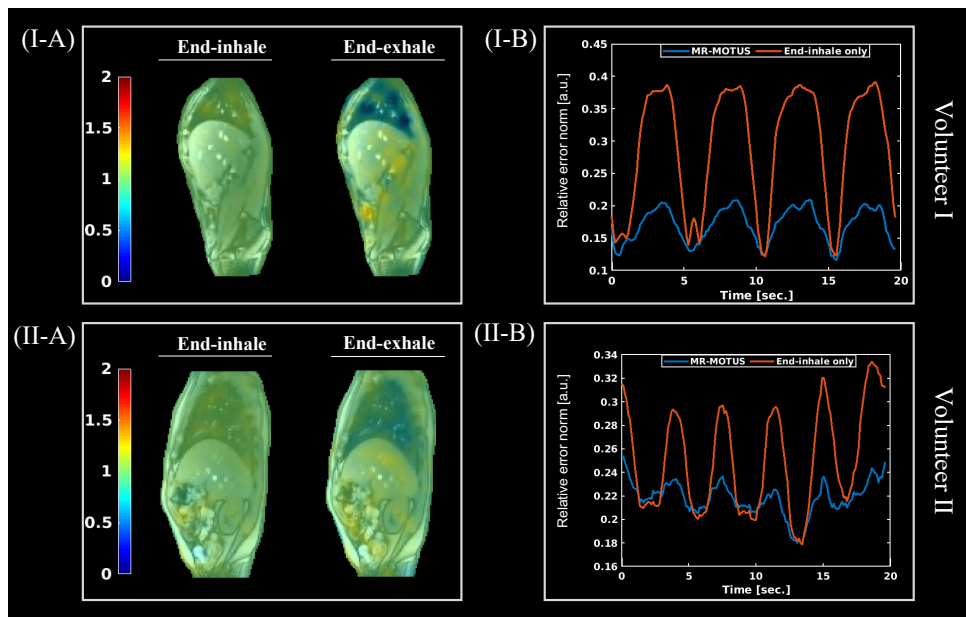 (I-A)
End-inhale End-exhale
2
1.5
1
0.5
0
(I-B)
MR-MOTUS End-inhale only
Relative error norm [a.u.]
0.45
0.4
0.35
0.3
0.25
0.2
0.15
0.1
0 5 10 15 20
Time [sec.]
Volunteer I
(II-A)
End-inhale End-exhale
2
1.5
1
0.5
0
(II-B)
MR-MOTUS End-inhale only
Relative error norm [a.u.]
0.34
0.32
0.28
0.26
0.24
0.22
0.2
0.18
0.16
0 5 10 15 20
Time [sec.]
Volunteer II